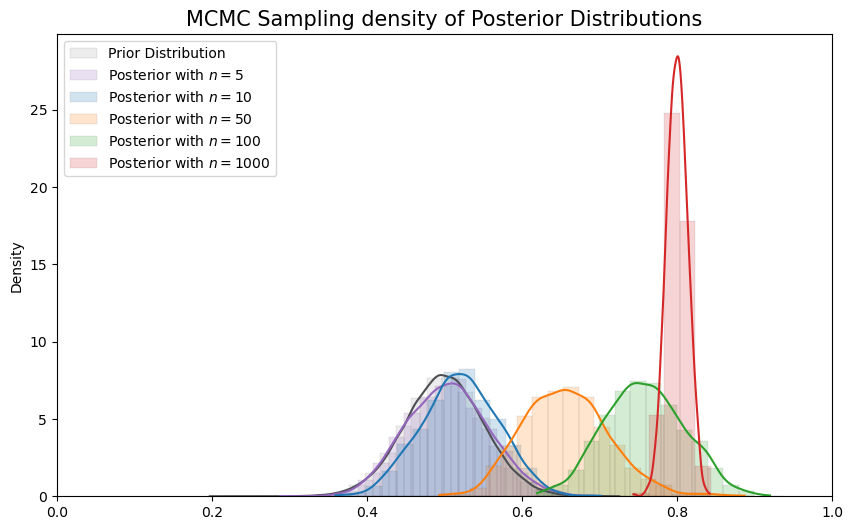 MCMC Sampling density of Posterior Distributions
Prior Distribution
Posterior with n = 5
Posterior with n = 10
Posterior with n = 50
Posterior with n = 100
Posterior with n = 1000
Density
25
20
15
10
5
0
0.0 0.2 0.4 0.6 0.8 1.0